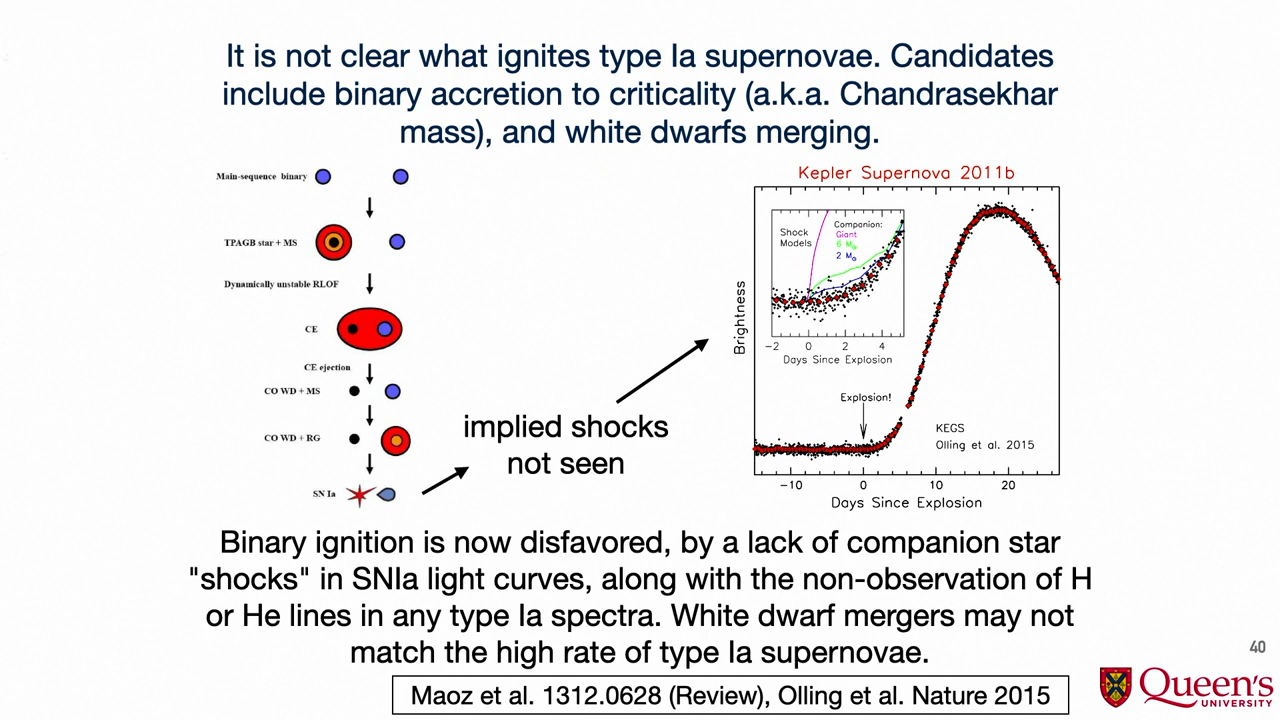 It is not clear what ignites type Ia supernovae. Candidates
include binary accretion to criticality (a.k.a. Chandrasekhar
mass), and white dwarfs merging.
Main-sequence binary
TPAGB star + MS
Dynamically unstable RLOF
CE
CE ejection
CO WD + MS
CO WD + RG
SN Ia
implied shocks
not seen
Kepler Supernova 2011b
Shock
Models
Companion:
Giant
6 M⊙
2 M⊙
-2 0 2 4
Days Since Explosion
Brightness
Explosion!
KEGS
Olling et al. 2015
-10 0 10 20
Days Since Explosion
Binary ignition is now disfavored, by a lack of companion star
"shocks" in SNIa light curves, along with the non-observation of H
or He lines in any type Ia spectra. White dwarf mergers may not
match the high rate of type Ia supernovae.
Maoz et al. 1312.0628 (Review), Olling et al. Nature 2015
40
Queen's
UNIVERSITY